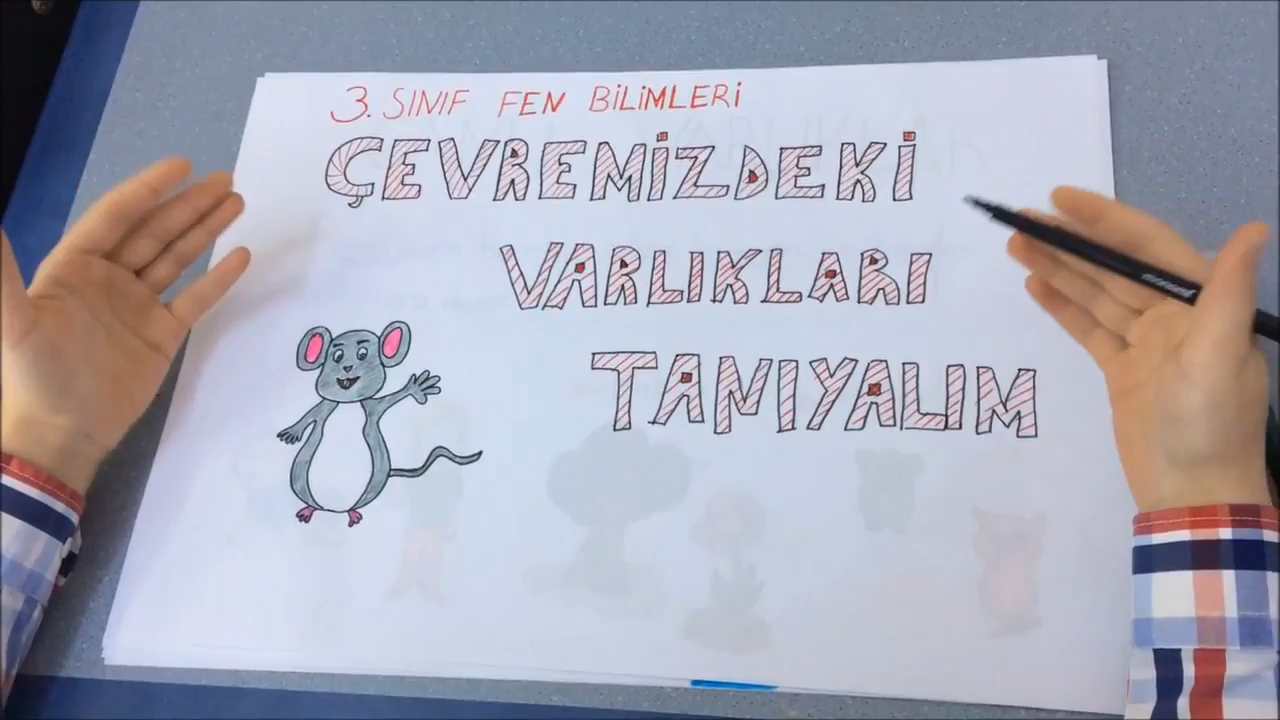 3. SINIF FEN BİLİMLERİ
ÇEVREMİZDEKİ
VARLIKLARI
TANIYALIM